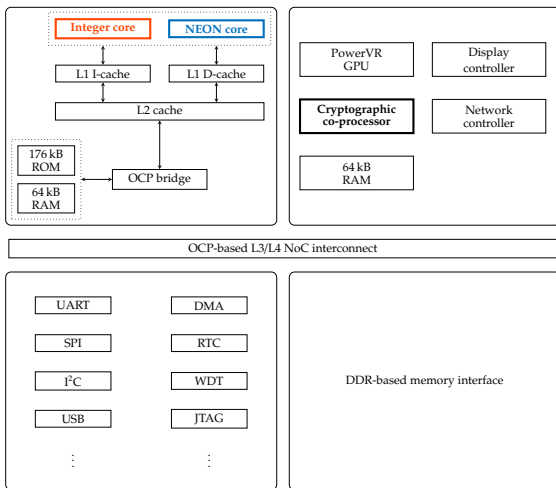 Integer core
NEON core
L1 I-cache
L1 D-cache
L2 cache
176 kB
ROM
64 kB
RAM
OCP bridge
PowerVR
GPU
Display
controller
Cryptographic
co-processor
Network
controller
64 kB
RAM
OCP-based L3/L4 NoC interconnect
UART
DMA
SPI
RTC
I²C
WDT
USB
JTAG
⋮
⋮
DDR-based memory interface